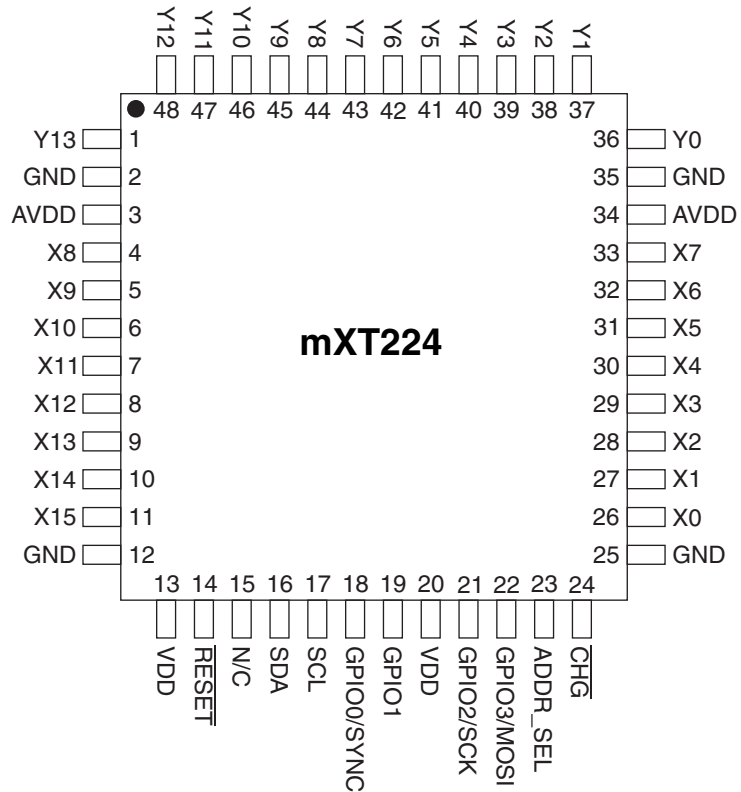 Y12 Y11 Y10 Y9 Y8 Y7 Y6 Y5 Y4 Y3 Y2 Y1
48 47 46 45 44 43 42 41 40 39 38 37
Y13 1 36 Y0
GND 2 35 GND
AVDD 3 34 AVDD
X8 4 33 X7
X9 5 32 X6
X10 6 31 X5
mXT224
X11 7 30 X4
X12 8 29 X3
X13 9 28 X2
X14 10 27 X1
X15 11 26 X0
GND 12 25 GND
13 14 15 16 17 18 19 20 21 22 23 24
VDD RESET N/C SDA SCL GPIO0/SYNC GPIO1 VDD GPIO2/SCK GPIO3/MOSI ADDR_SEL CHG